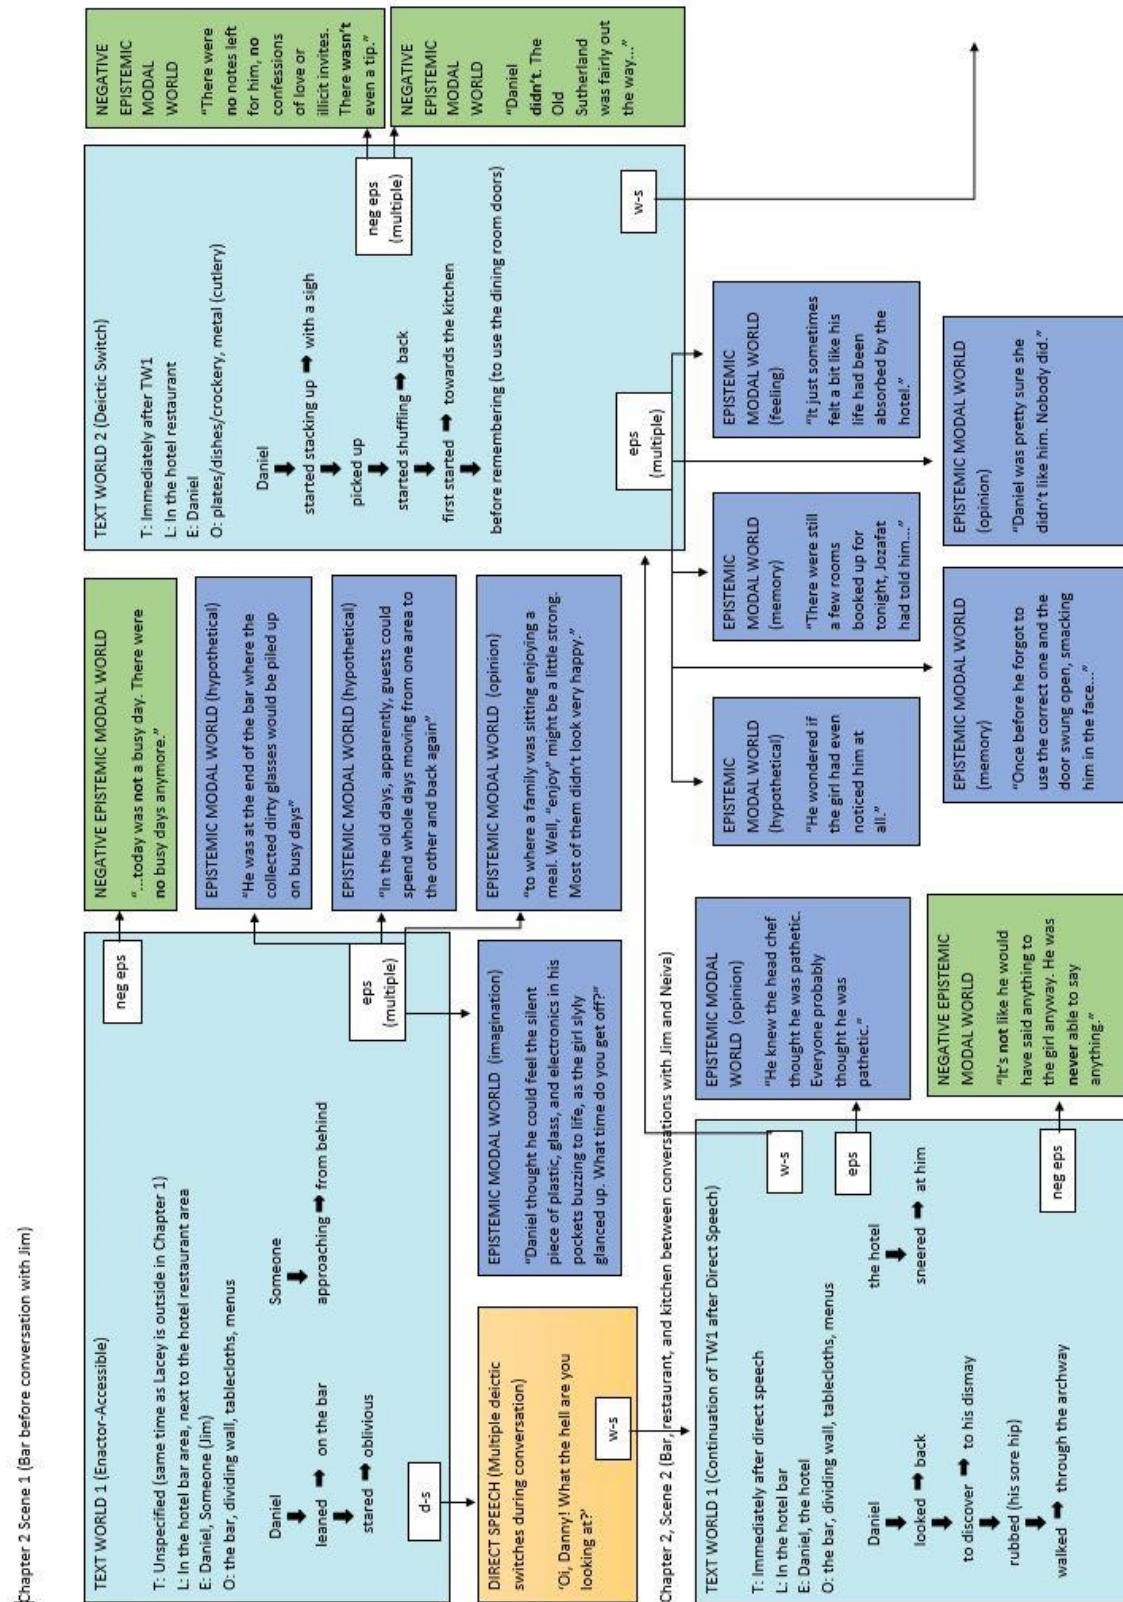 Chapter 2 Scene 1 (Bar before conversation with Jim)
TEXT WORLD 1 (Enactor-Accessible)
T: Unspecified (same time as Lacey is outside in Chapter 1)
L: In the hotel bar area, next to the hotel restaurant area
E: Daniel, Someone (Jim)
O: the bar, dividing wall, tablecloths, menus
Daniel
leaned ➡ on the bar
stared ➡ oblivious
Someone
approaching ➡ from behind
d-s
neg eps
eps
(multiple)
NEGATIVE EPISTEMIC MODAL WORLD
"...today was not a busy day. There were
no busy days anymore."
EPISTEMIC MODAL WORLD (hypothetical)
"He was at the end of the bar where the
collected dirty glasses would be piled up
on busy days"
EPISTEMIC MODAL WORLD (hypothetical)
"In the old days, apparently, guests could
spend whole days moving from one area to
the other and back again"
EPISTEMIC MODAL WORLD (opinion)
"to where a family was sitting enjoying a
meal. Well, "enjoy" might be a little strong.
Most of them didn't look very happy."
EPISTEMIC MODAL WORLD (imagination)
"Daniel thought he could feel the silent
piece of plastic, glass, and electronics in his
pockets buzzing to life, as the girl slyly
glanced up. What time do you get off?"
DIRECT SPEECH (Multiple deictic
switches during conversation)
'Oi, Danny! What the hell are you
looking at?'
w-s
Chapter 2, Scene 2 (Bar, restaurant, and kitchen between conversations with Jim and Neiva)
TEXT WORLD 1 (Continuation of TW1 after Direct Speech)
T: Immediately after direct speech
L: In the hotel bar
E: Daniel, the hotel
O: the bar, dividing wall, tablecloths, menus
Daniel
looked ➡ back
to discover ➡ to his dismay
rubbed (his sore hip)
walked ➡ through the archway
the hotel
sneered ➡ at him
w-s
eps
neg eps
EPISTEMIC MODAL
WORLD (opinion)
"He knew the head chef
thought he was pathetic.
Everyone probably
thought he was
pathetic."
NEGATIVE EPISTEMIC
MODAL WORLD
"It's not like he would
have said anything to
the girl anyway. He was
never able to say
anything."
TEXT WORLD 2 (Deictic Switch)
T: Immediately after TW1
L: In the hotel restaurant
E: Daniel
O: plates/dishes/crockery, metal (cutlery)
Daniel
started stacking up ➡ with a sigh
picked up
started shuffling ➡ back
first started ➡ towards the kitchen
before remembering (to use the dining room doors)
neg eps
(multiple)
eps
(multiple)
w-s
NEGATIVE
EPISTEMIC
MODAL
WORLD
"There were
no notes left
for him, no
confessions
of love or
illicit invites.
There wasn't
even a tip."
NEGATIVE
EPISTEMIC
MODAL
WORLD
"Daniel
didn't. The
Old
Sutherland
was fairly out
the way..."
EPISTEMIC
MODAL WORLD
(hypothetical)
"He wondered if
the girl had even
noticed him at
all."
EPISTEMIC
MODAL WORLD
(memory)
"There were still
a few rooms
booked up for
tonight, Jozafat
had told him..."
EPISTEMIC
MODAL WORLD
(feeling)
"It just sometimes
felt a bit like his
life had been
absorbed by the
hotel."
EPISTEMIC MODAL WORLD
(memory)
"Once before he forgot to
use the correct one and the
door swung open, smacking
him in the face..."
EPISTEMIC MODAL WORLD
(opinion)
"Daniel was pretty sure she
didn't like him. Nobody did."